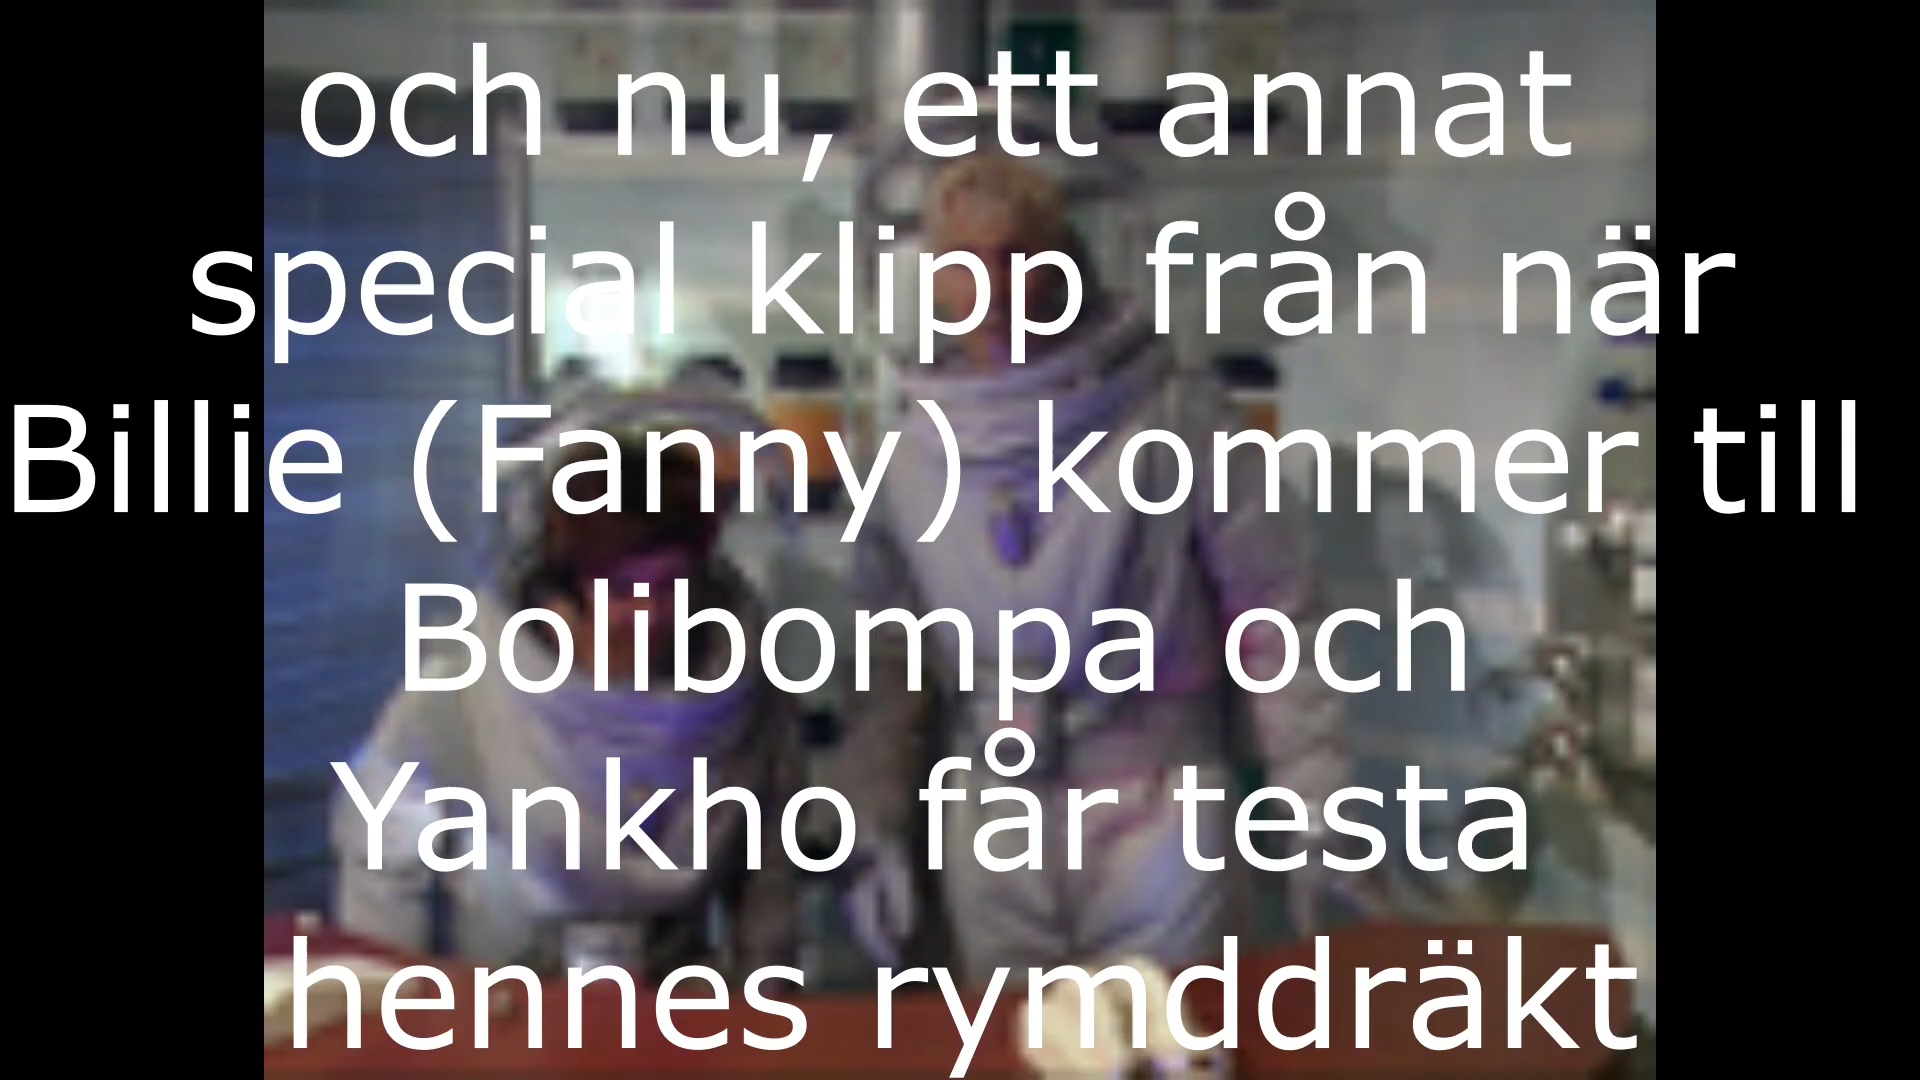 och nu, ett annat
special klipp från när
Billie (Fanny) kommer till
Bolibompa och
Yankho får testa
hennes rymddräkt